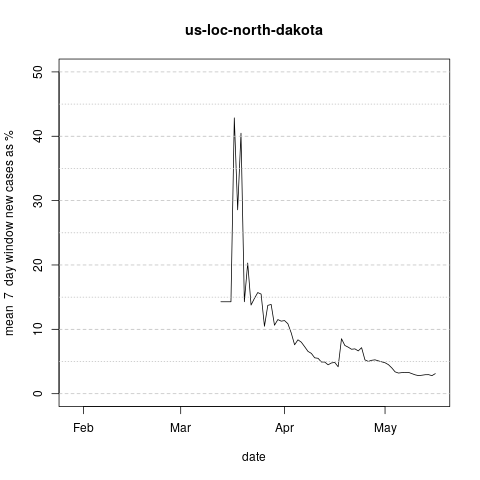 us-loc-north-dakota
mean 7 day window new cases as %
50
40
30
20
10
0
Feb
Mar
Apr
May
date